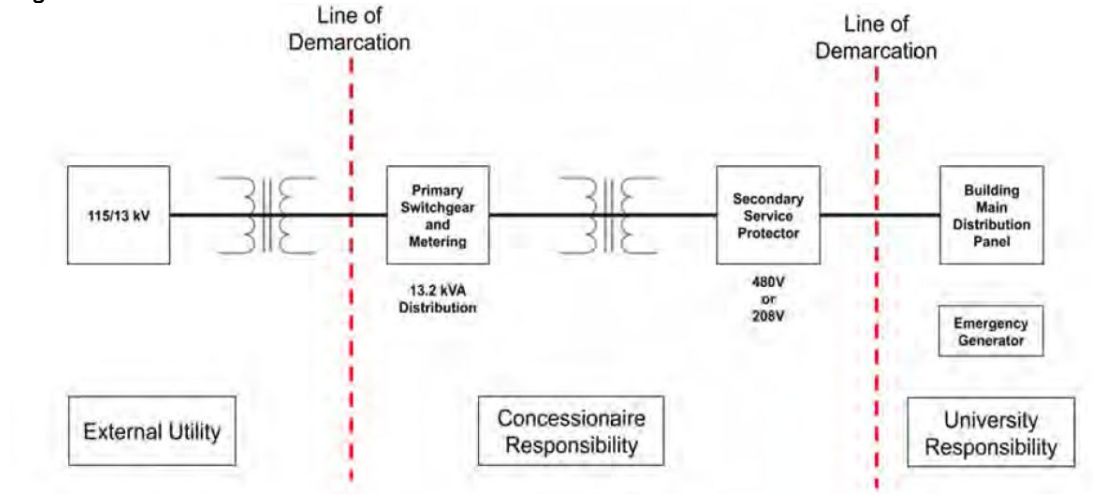 Line of
Demarcation
Line of
Demarcation
115/13 kV
Primary
Switchgear
and
Metering
Secondary
Service
Protector
Building
Main
Distribution
Panel
13.2 kVA
Distribution
480V
or
208V
Emergency
Generator
External Utility
Concessionaire
Responsibility
University
Responsibility